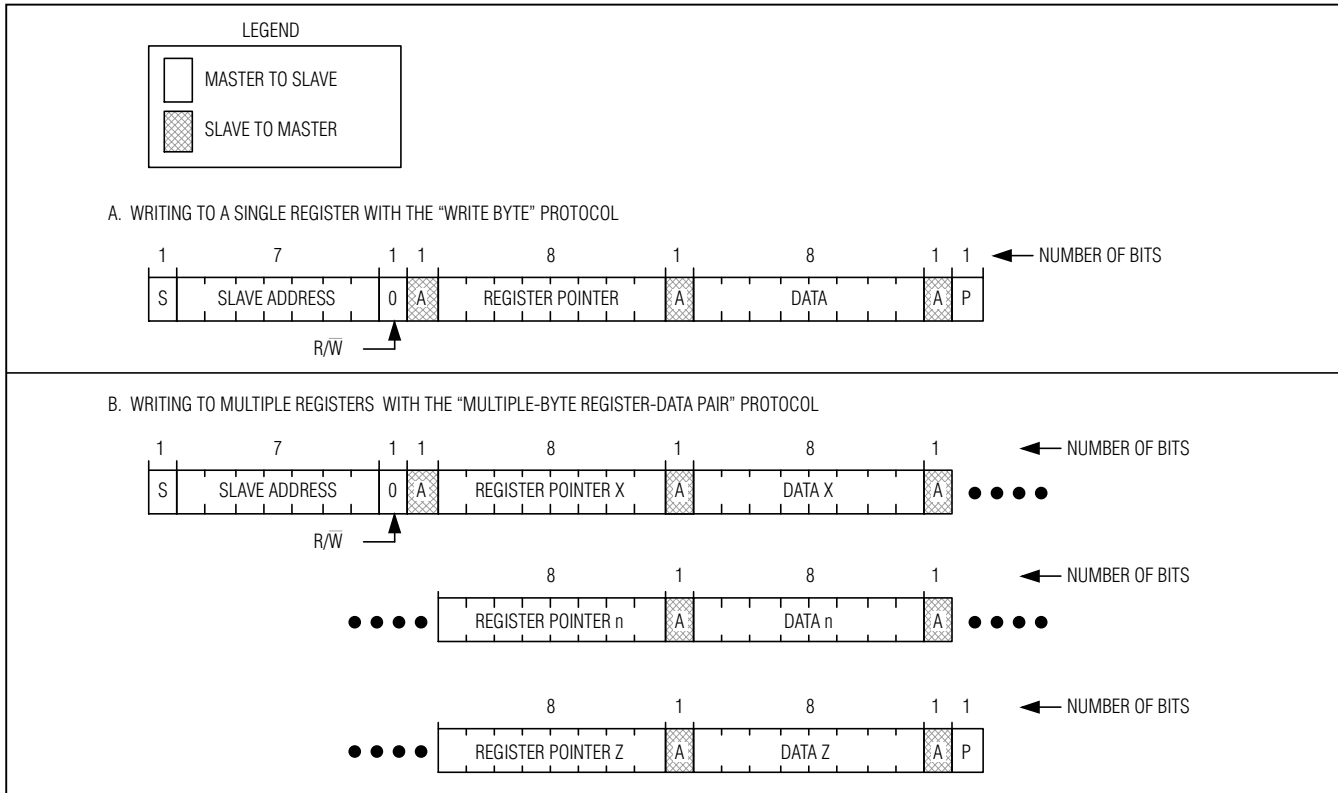 LEGEND
MASTER TO SLAVE
SLAVE TO MASTER
A. WRITING TO A SINGLE REGISTER WITH THE “WRITE BYTE” PROTOCOL
1 7 1 1 8 1 8 1 1 NUMBER OF BITS
S SLAVE ADDRESS 0 A REGISTER POINTER A DATA A P
R/W̅
B. WRITING TO MULTIPLE REGISTERS WITH THE “MULTIPLE-BYTE REGISTER-DATA PAIR” PROTOCOL
1 7 1 1 8 1 8 1 NUMBER OF BITS
S SLAVE ADDRESS 0 A REGISTER POINTER X A DATA X A
R/W̅
8 1 8 1 NUMBER OF BITS
REGISTER POINTER n A DATA n A
8 1 8 1 1 NUMBER OF BITS
REGISTER POINTER Z A DATA Z A P